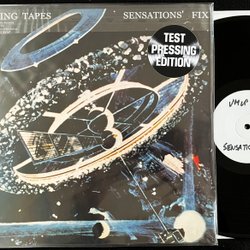 ING TAPES SENSATIONS' FIX
TEST
PRESSING
EDITION
SENSATIO